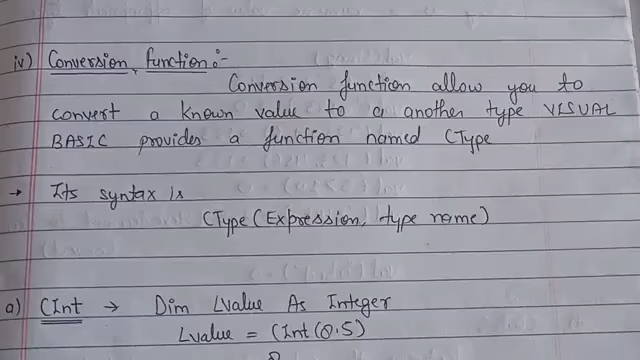 iv) Conversion function :-
Conversion function allow you to
convert a known value to a another type VISUAL
BASIC provides a function named CType
→ Its syntax is
CType (Expression, type name)
a) CInt → Dim Lvalue As Integer
Lvalue = CInt(0.5)